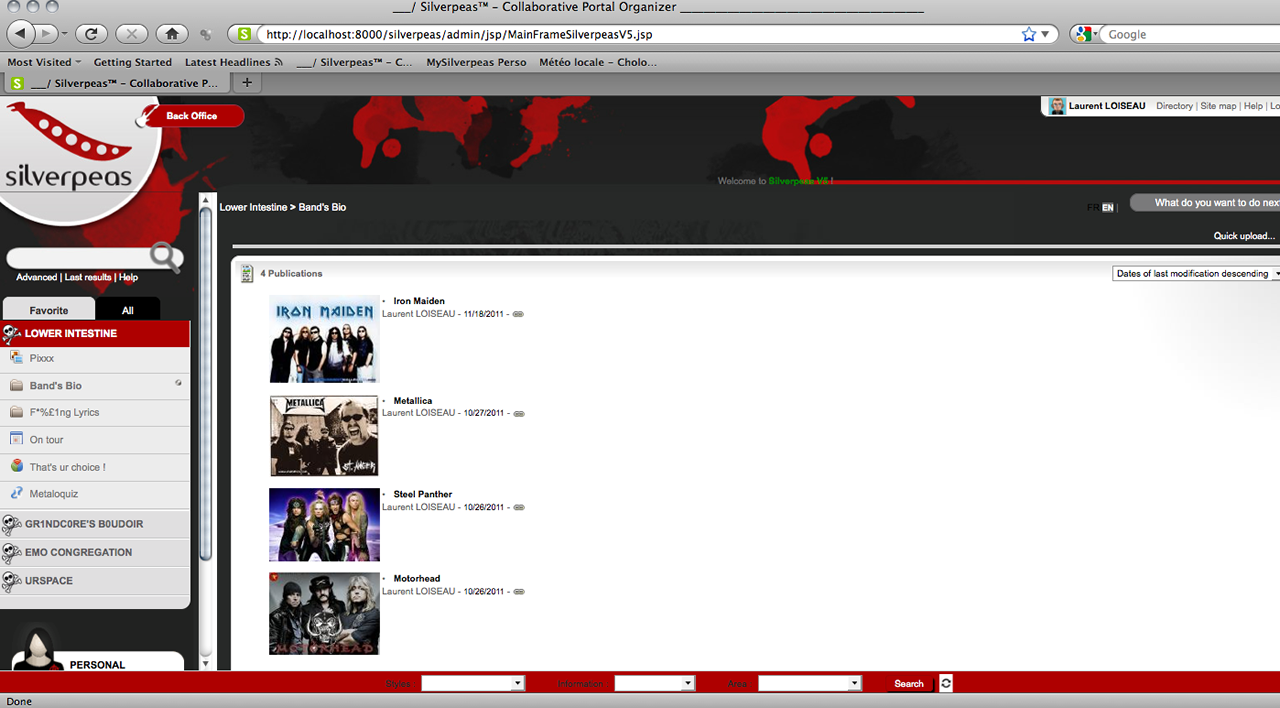 ___/ Silverpeas™ – Collaborative Portal Organizer
http://localhost:8000/silverpeas/admin/jsp/MainFrameSilverpeasV5.jsp
Google
Most Visited Getting Started Latest Headlines ___/ Silverpeas™ – C... MySilverpeas Perso Météo locale – Cholo...
S ___/ Silverpeas™ – Collaborative P... +
silverpeas
Back Office
Laurent LOISEAU Directory | Site map | Help | Lo
Welcome to Silverpeas V5 !
Lower Intestine > Band's Bio
FR EN |
What do you want to do nex
Quick upload...
Advanced | Last results | Help
Favorite All
LOWER INTESTINE
Pixxx
Band's Bio
F*%£1ng Lyrics
On tour
That's ur choice !
Metaloquiz
GR1NDC0RE'S B0UDOIR
EMO CONGREGATION
URSPACE
PERSONAL
4 Publications
Dates of last modification descending
IRON MAIDEN
Iron Maiden
Laurent LOISEAU - 11/18/2011 -
METALLICA
ST. ANGER
Metallica
Laurent LOISEAU - 10/27/2011 -
Steel Panther
Laurent LOISEAU - 10/26/2011 -
MOTORHEAD
Motorhead
Laurent LOISEAU - 10/26/2011 -
Styles Information Area Search
Done